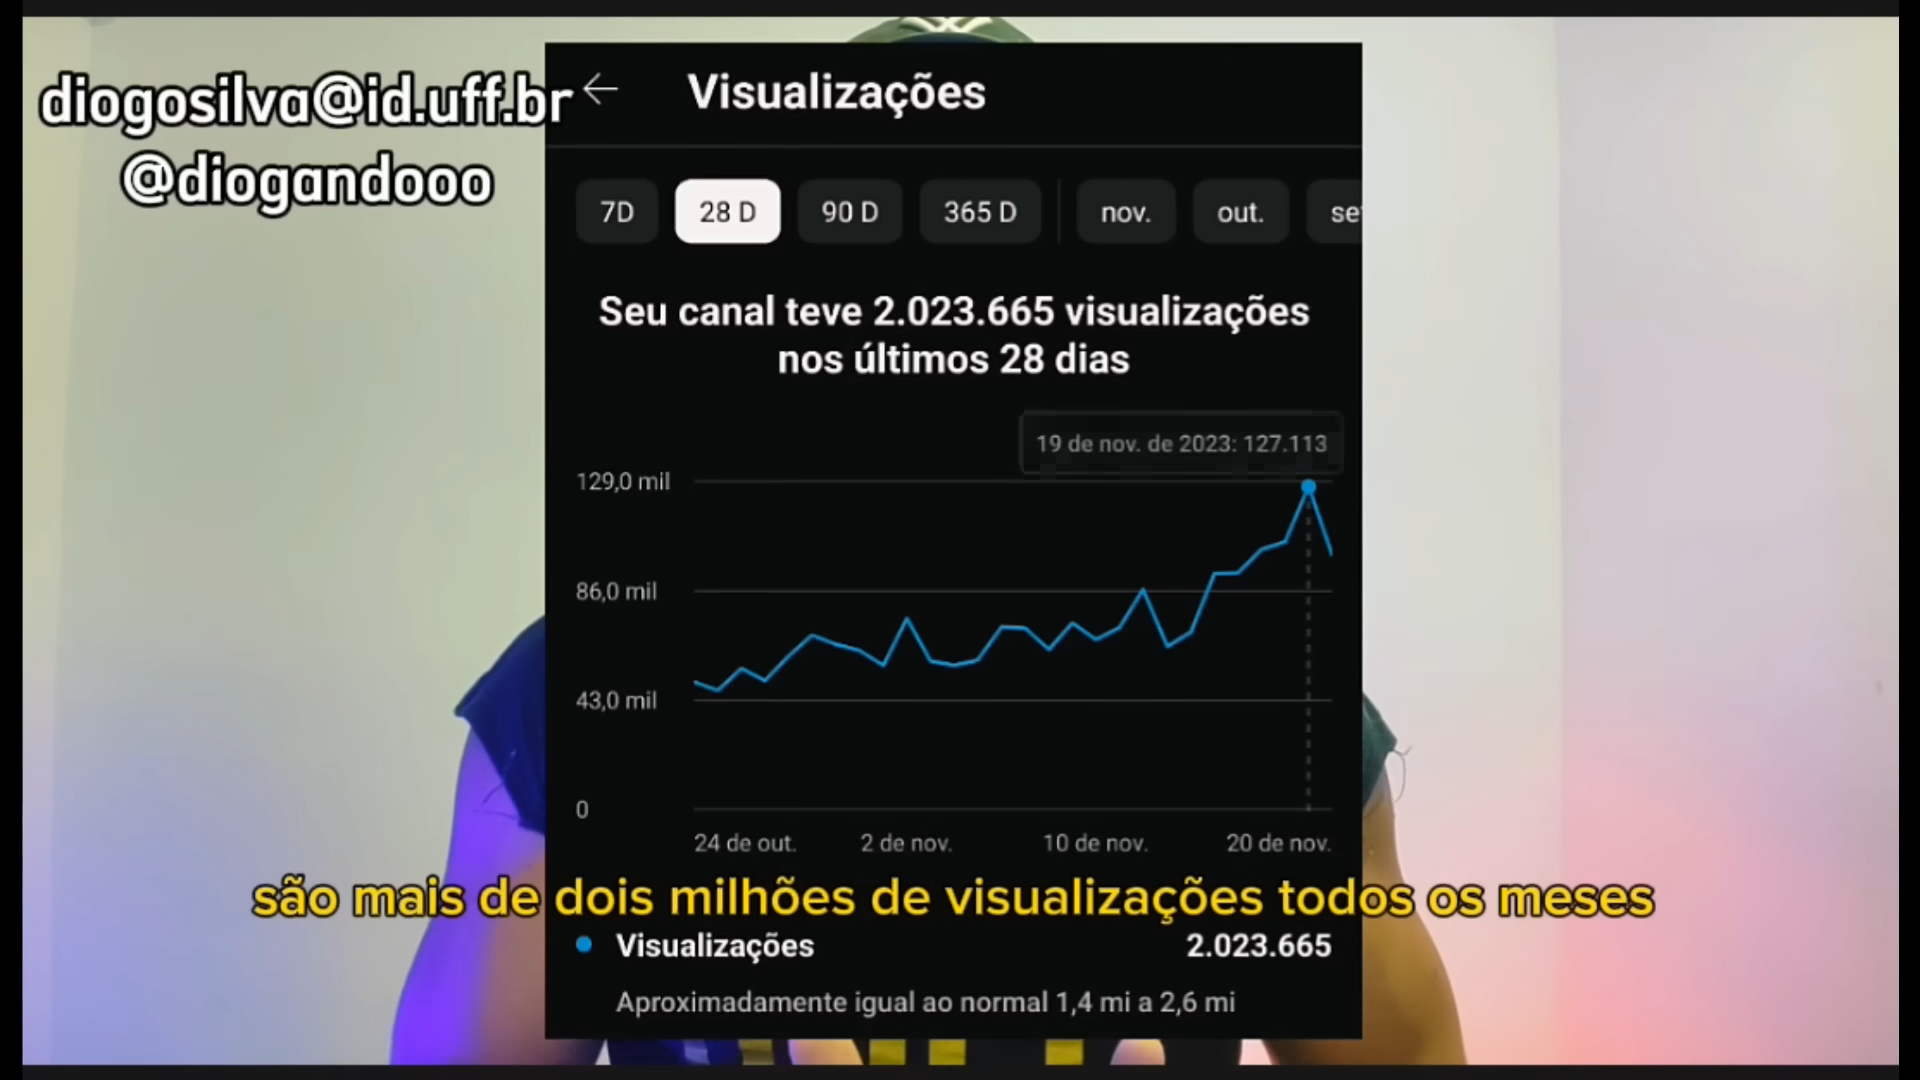 diogosilva@id.uff.br
@diogandooo
Visualizações
7D 28 D 90 D 365 D nov. out. se
Seu canal teve 2.023.665 visualizações
nos últimos 28 dias
19 de nov. de 2023: 127.113
129,0 mil
86,0 mil
43,0 mil
0
24 de out. 2 de nov. 10 de nov. 20 de nov.
são mais de dois milhões de visualizações todos os meses
Visualizações 2.023.665
Aproximadamente igual ao normal 1,4 mi a 2,6 mi